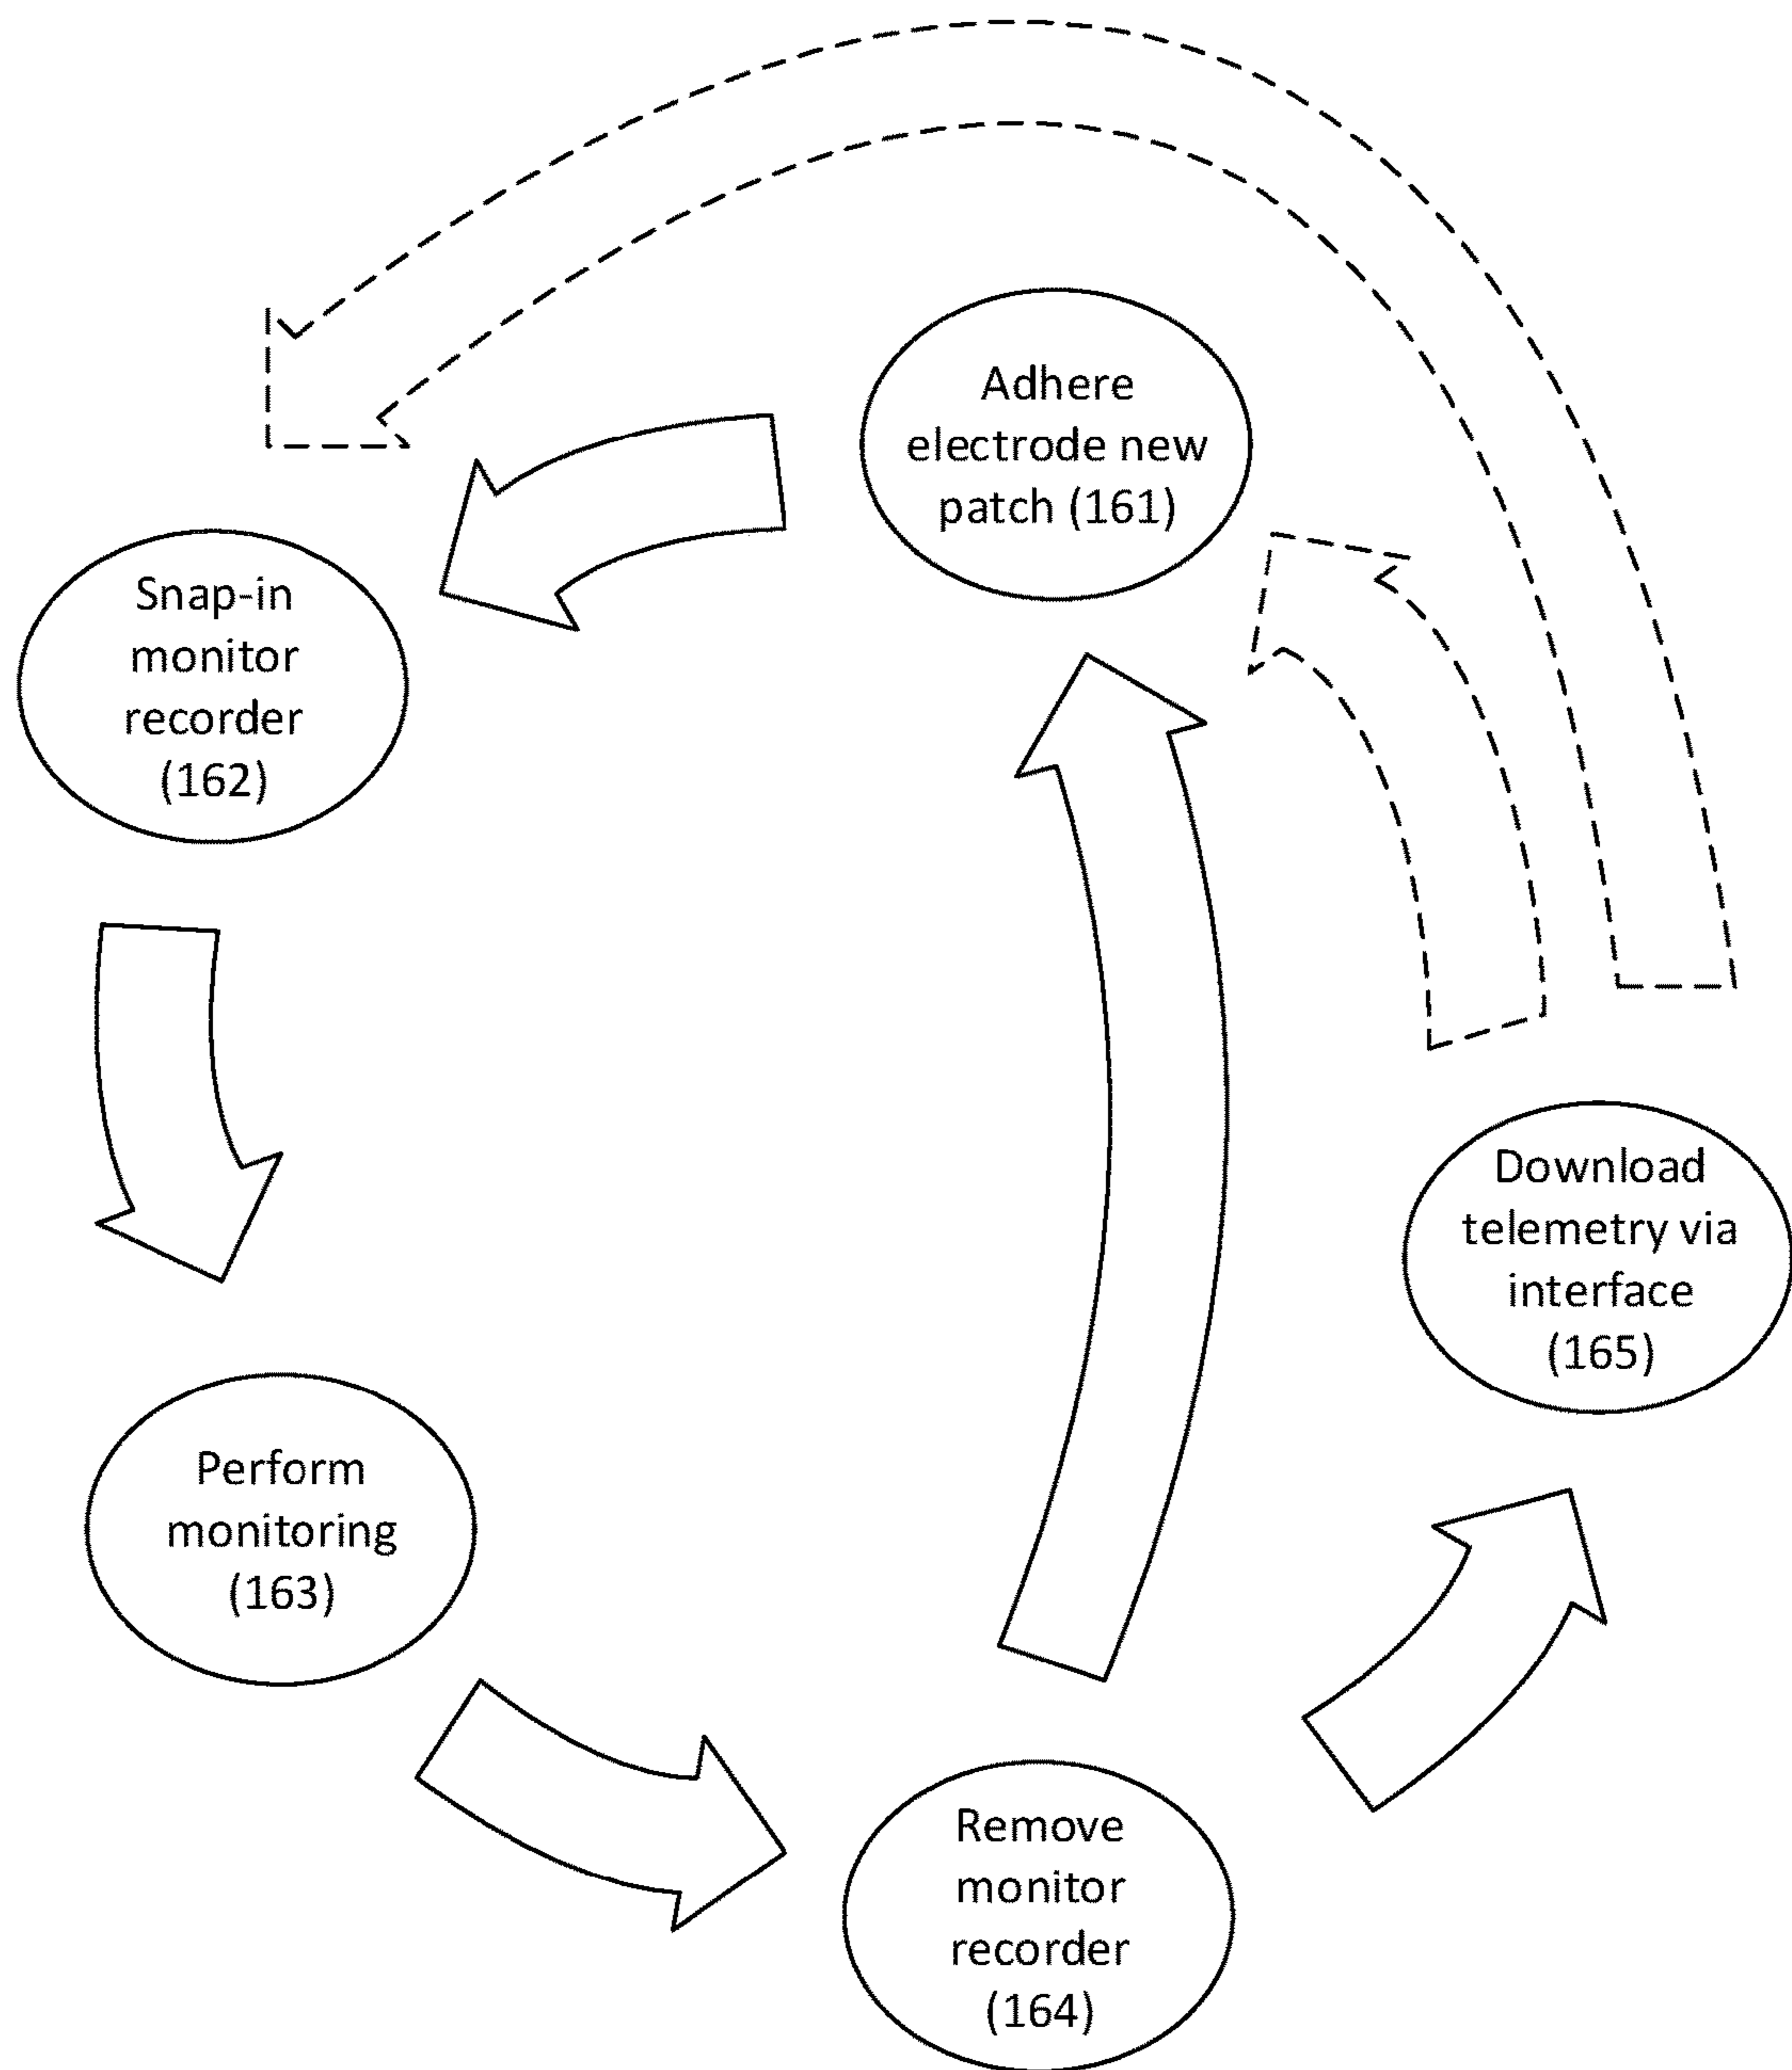 Adhere
electrode new
patch (161)
Snap-in
monitor
recorder
(162)
Perform
monitoring
(163)
Remove
monitor
recorder
(164)
Download
telemetry via
interface
(165)